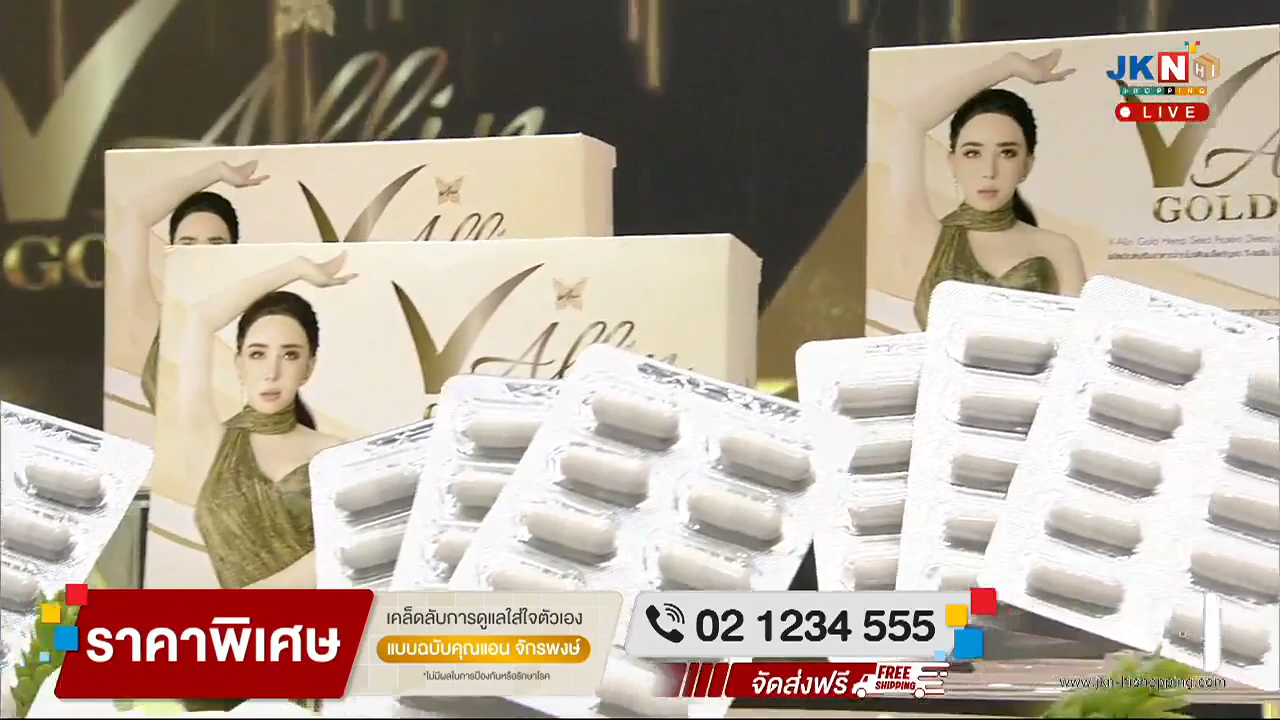 Allin
GO
JKN Hi
SHOPPING
LIVE
V Allin
V Allin
GOLD
ราคาพิเศษ
เคล็ดลับการดูแลใส่ใจตัวเอง
แบบฉบับคุณแอน จักรพงษ์
*ไม่มีผลในการป้องกันหรือรักษาโรค
02 1234 555
จัดส่งฟรี
FREE
SHIPPING
www.jkn-hishopping.com